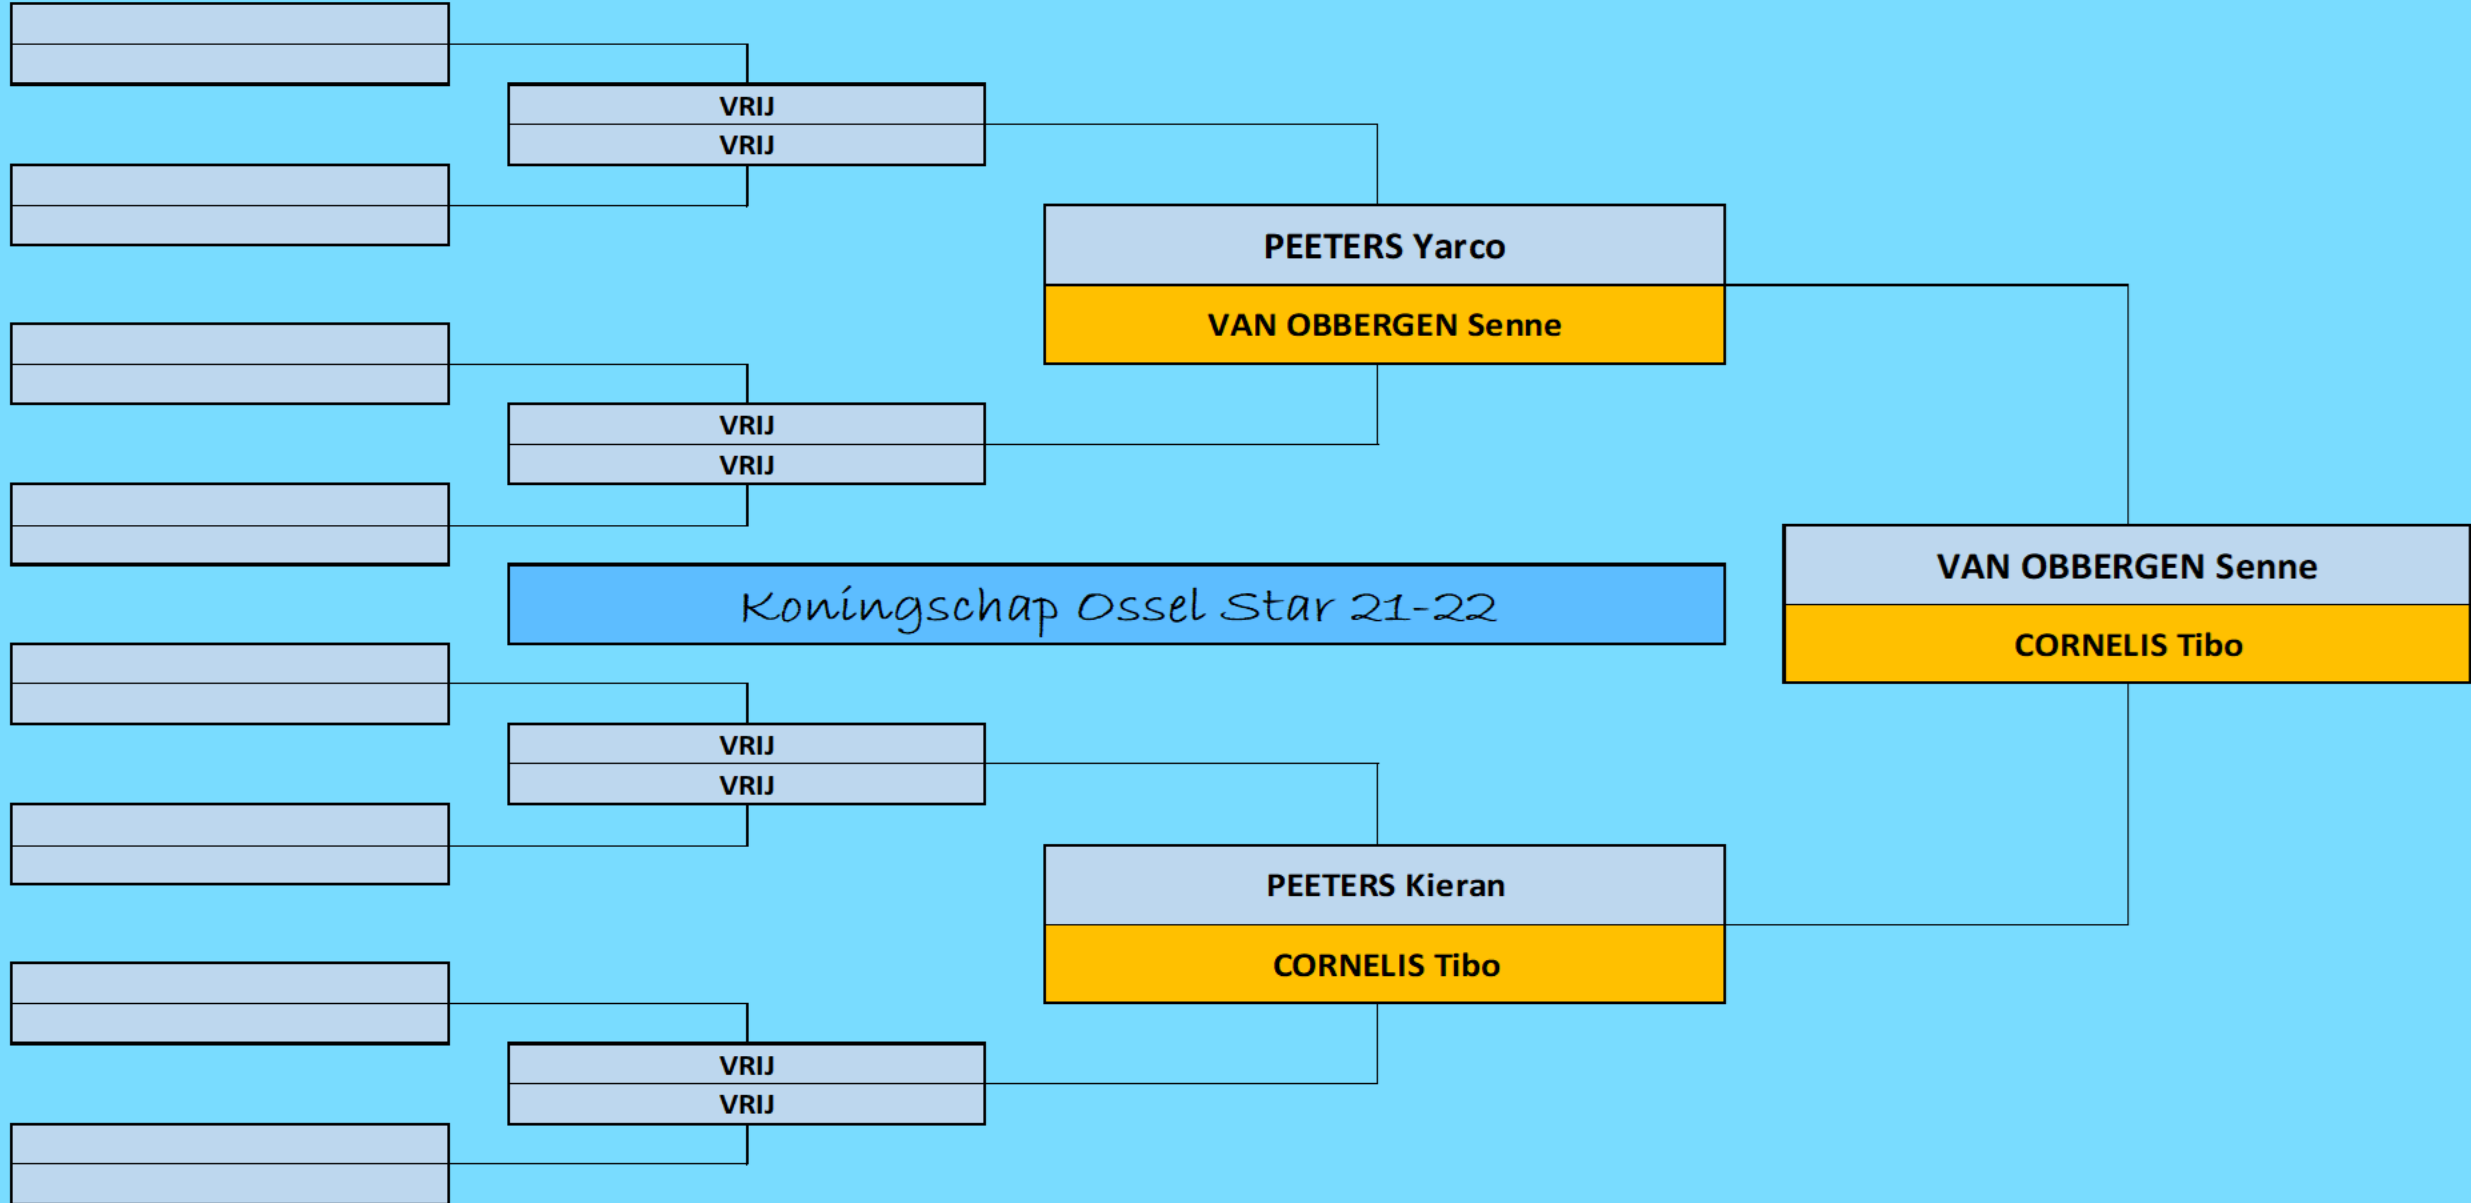 VRIJ
VRIJ
PEETERS Yarco
VAN OBBERGEN Senne
VRIJ
VRIJ
Koningschap Ossel Star 21-22
VAN OBBERGEN Senne
CORNELIS Tibo
VRIJ
VRIJ
PEETERS Kieran
CORNELIS Tibo
VRIJ
VRIJ